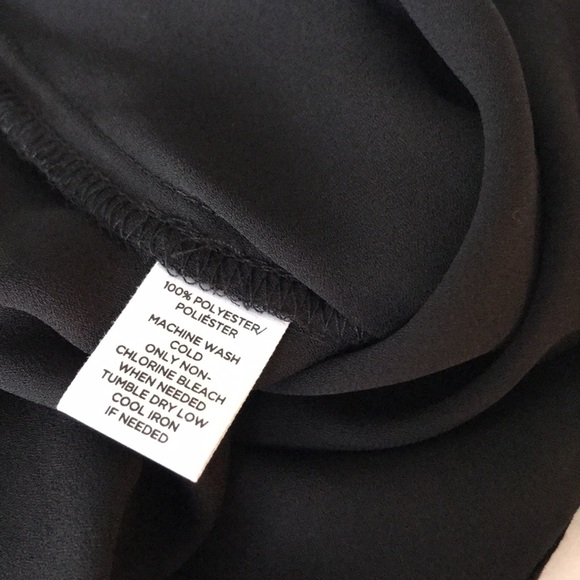 100% POLYESTER/
POLIÉSTER
MACHINE WASH
COLD
ONLY NON-
CHLORINE BLEACH
WHEN NEEDED
TUMBLE DRY LOW
COOL IRON
IF NEEDED